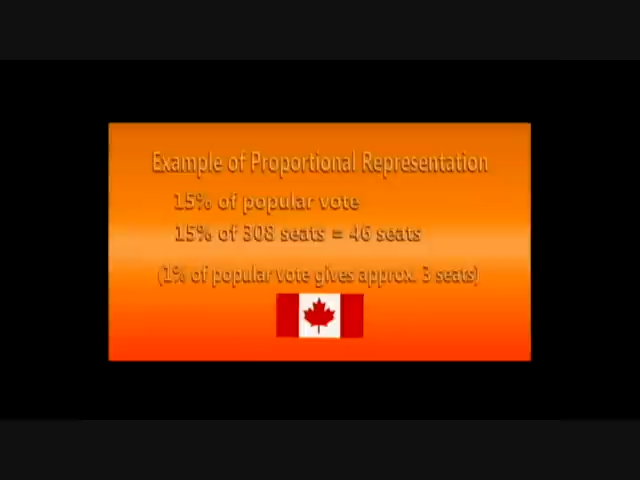 Example of Proportional Representation
15% of popular vote
15% of 308 seats = 46 seats
(1% of popular vote gives approx. 3 seats)